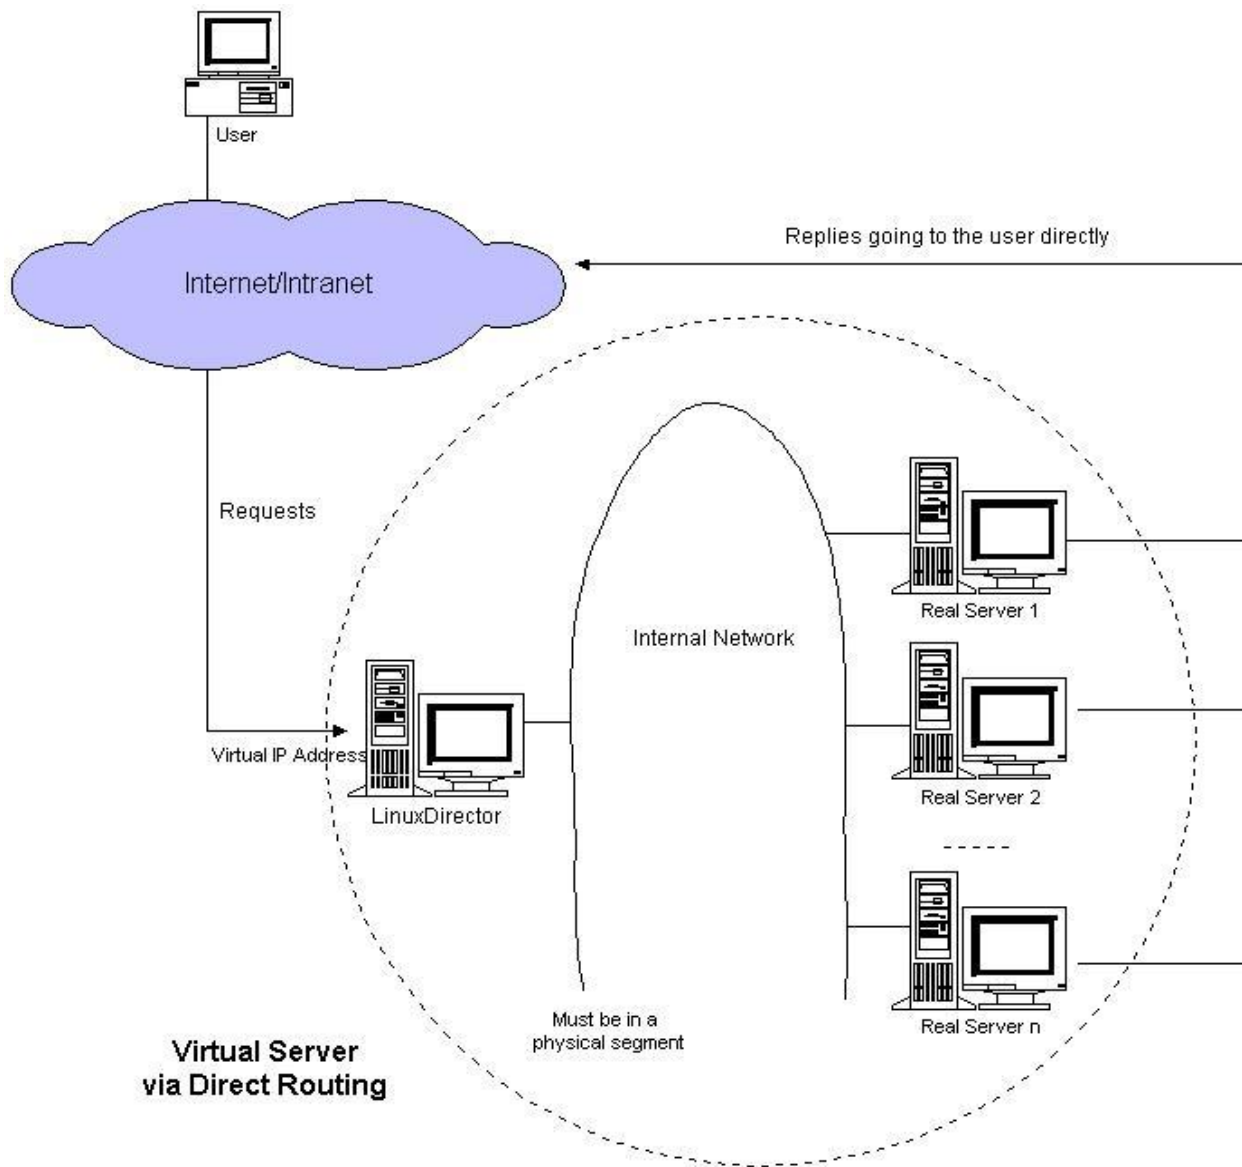 User
Replies going to the user directly
Internet/Intranet
Requests
Real Server 1
Internal Network
Virtual IP Address
LinuxDirector
Real Server 2
Real Server n
Must be in a
physical segment
Virtual Server
via Direct Routing